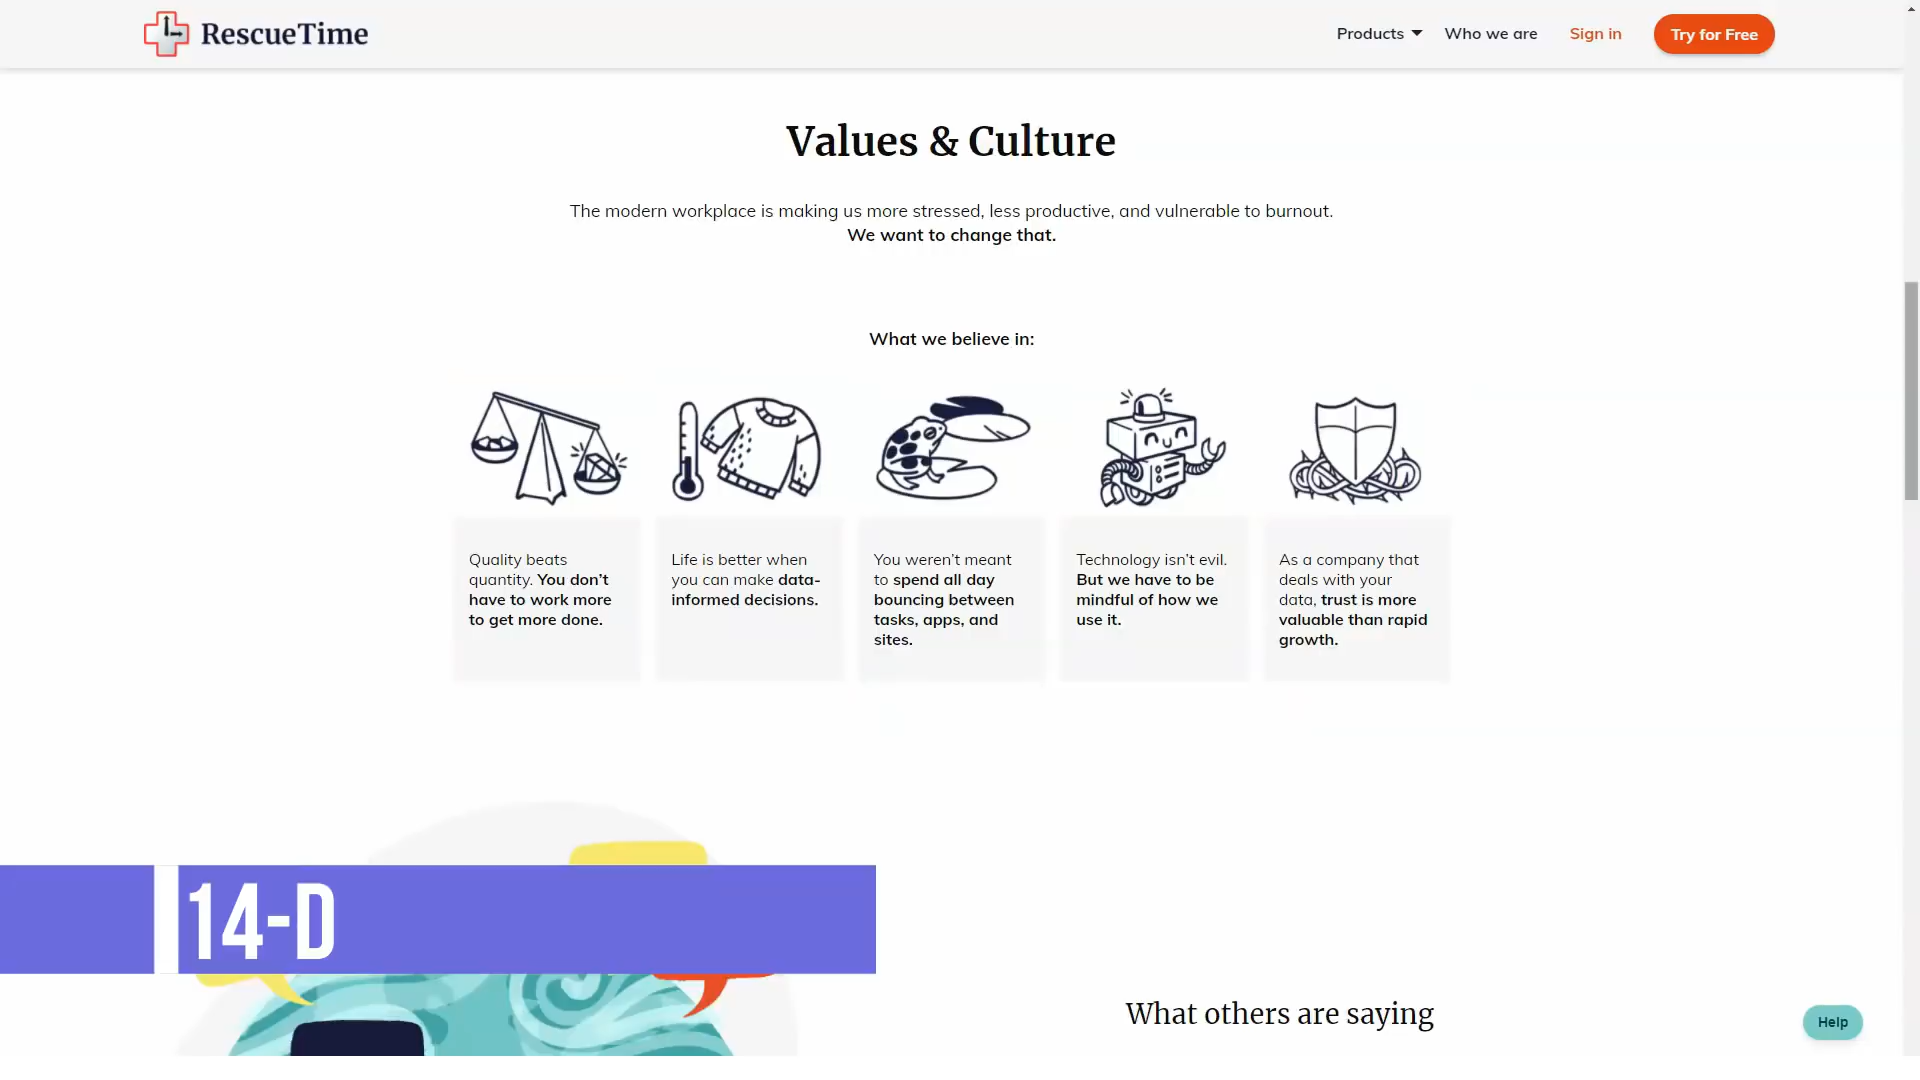 RescueTime
Products
Who we are
Sign in
Try for Free
Values & Culture
The modern workplace is making us more stressed, less productive, and vulnerable to burnout.
We want to change that.
What we believe in:
Quality beats
quantity. You don’t
have to work more
to get more done.
Life is better when
you can make data-
informed decisions.
You weren’t meant
to spend all day
bouncing between
tasks, apps, and
sites.
Technology isn’t evil.
But we have to be
mindful of how we
use it.
As a company that
deals with your
data, trust is more
valuable than rapid
growth.
14-D
What others are saying
Help